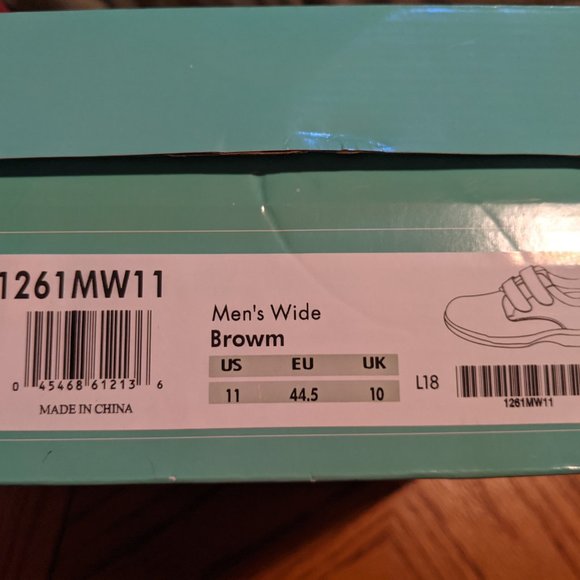 1261MW11
0 45468 61213 6
MADE IN CHINA
Men's Wide
Browm
US EU UK
11 44.5 10
L18
1261MW11